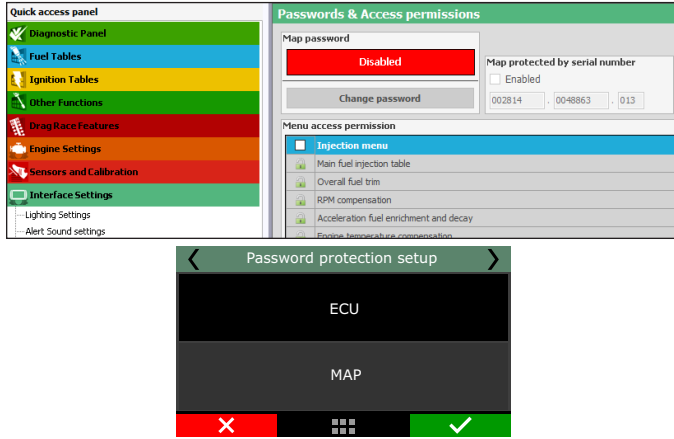 Quick access panel
Diagnostic Panel
Fuel Tables
Ignition Tables
Other Functions
Drag Race Features
Engine Settings
Sensors and Calibration
Interface Settings
Lighting Settings
Alert Sound settings
Passwords & Access permissions
Map password
Disabled
Change password
Map protected by serial number
Enabled
002814 . 0048863 . 013
Menu access permission
Injection menu
Main fuel injection table
Overall fuel trim
RPM compensation
Acceleration fuel enrichment and decay
Engine temperature compensation
Password protection setup
ECU
MAP